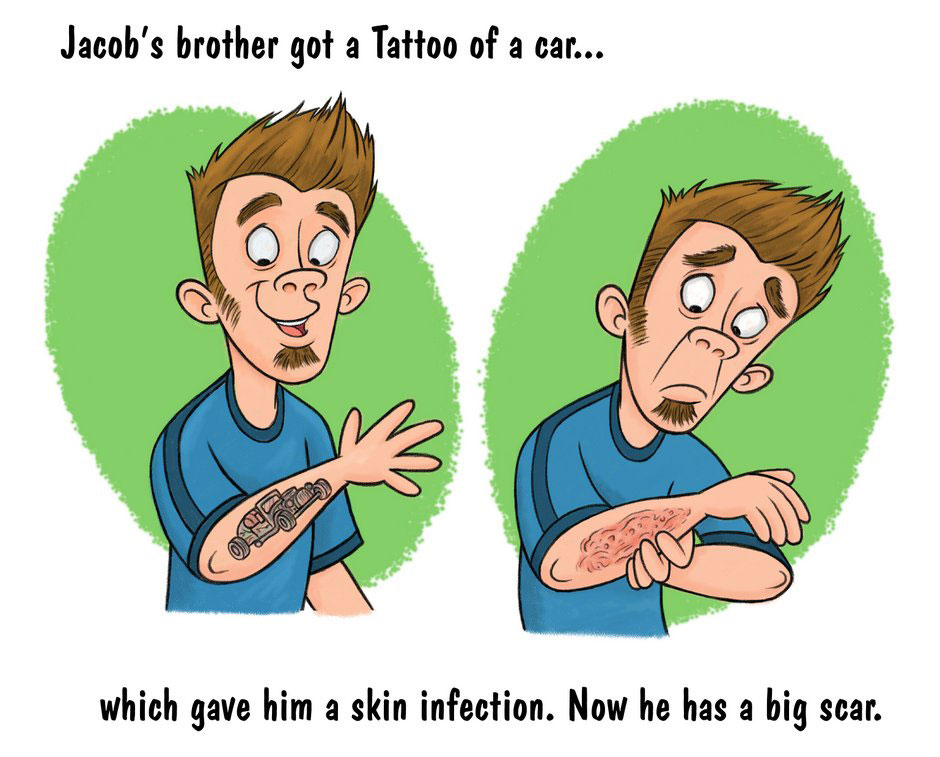 Jacob's brother got a Tattoo of a car...
which gave him a skin infection. Now he has a big scar.